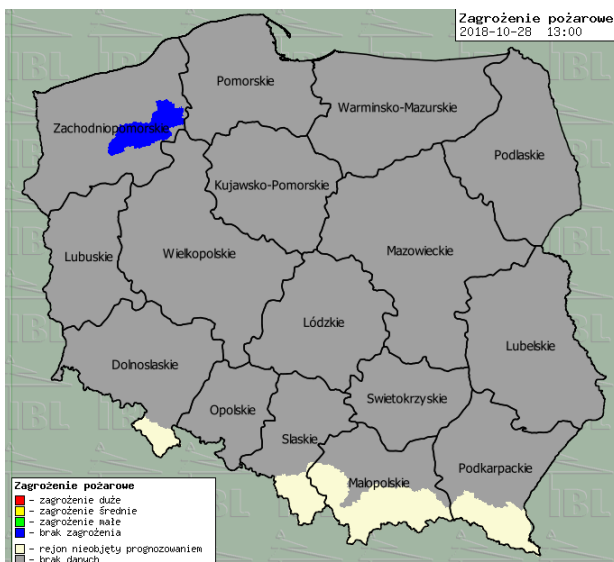 Zagrożenie pożarowe
2018-10-28 13:00
Pomorskie
Warminsko-Mazurskie
Zachodniopomorskie
Podlaskie
Kujawsko-Pomorskie
Mazowieckie
Wielkopolskie
Lubuskie
Lódzkie
Lubelskie
Dolnoslaskie
Swietokrzyskie
Opolskie
Slaskie
Podkarpackie
Malopolskie
Zagrożenie pożarowe
- zagrożenie duże
- zagrożenie średnie
- zagrożenie małe
- brak zagrożenia
- rejon nieobjęty prognozowaniem
- brak danych
IBL